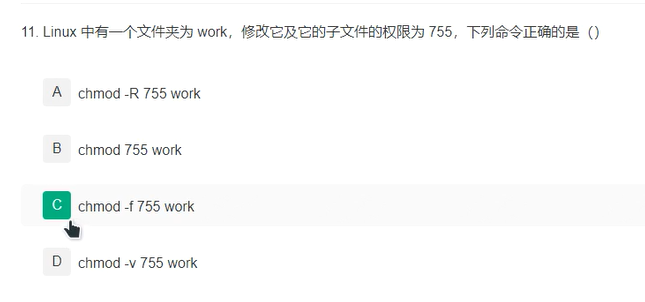 11. Linux 中有一个文件夹为 work，修改它及它的子文件的权限为 755，下列命令正确的是（）
A chmod -R 755 work
B chmod 755 work
C chmod -f 755 work
D chmod -v 755 work